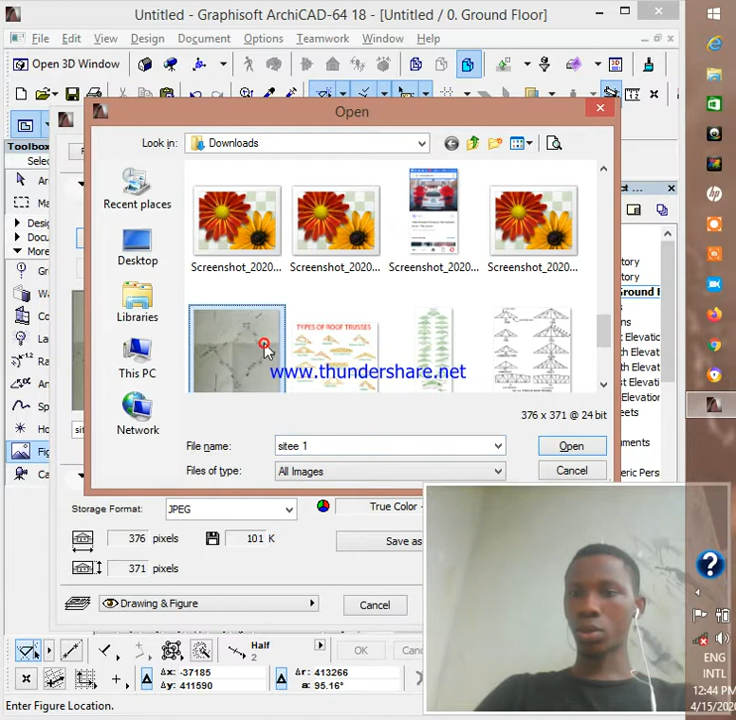 Untitled - Graphisoft ArchiCAD-64 18 - [Untitled / 0. Ground Floor]
File Edit View Design Document Options Teamwork Window Help
Open 3D Window
Toolbox
Open
Look in: Downloads
Recent places
Desktop
Libraries
This PC
Network
Screenshot_2020... Screenshot_2020... Screenshot_2020... Screenshot_2020...
TYPES OF ROOF TRUSSES
www.thundershare.net
376 x 371 @ 24 bit
File name: sitee 1 Open
Files of type: All Images Cancel
Storage Format: JPEG True Color
376 pixels 101 K Save as
371 pixels
Drawing & Figure Cancel
Half
2
OK
Δx: -37185 Δr: 413266
Δy: 411590 a: 95.16°
Enter Figure Location.
ENG
INTL
12:44 PM